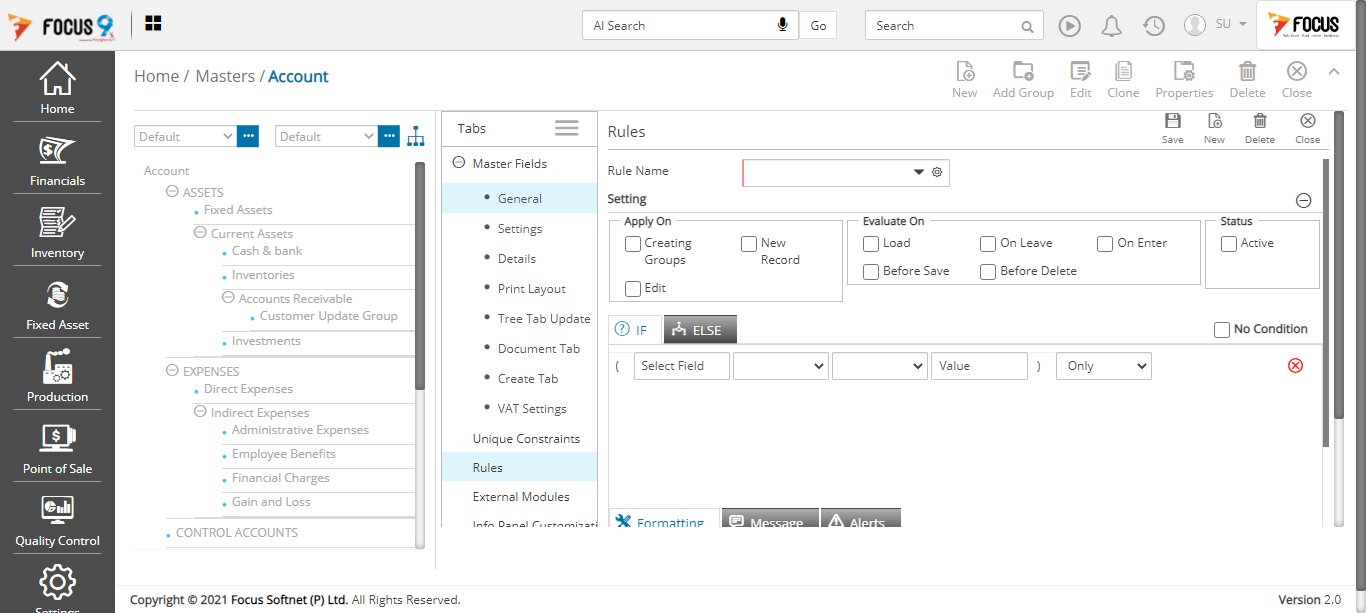 FOCUS 9
AI Search
Go
Search
SU
FOCUS
Home
Financials
Inventory
Fixed Asset
Production
Point of Sale
Quality Control
Settings
Home / Masters / Account
New
Add Group
Edit
Clone
Properties
Delete
Close
Default
Default
Account
ASSETS
Fixed Assets
Current Assets
Cash & bank
Inventories
Accounts Receivable
Customer Update Group
Investments
EXPENSES
Direct Expenses
Indirect Expenses
Administrative Expenses
Employee Benefits
Financial Charges
Gain and Loss
CONTROL ACCOUNTS
Tabs
Master Fields
General
Settings
Details
Print Layout
Tree Tab Update
Document Tab
Create Tab
VAT Settings
Unique Constraints
Rules
External Modules
Info Panel Customizati
Rules
Save
New
Delete
Close
Rule Name
Setting
Apply On
Creating Groups
New Record
Edit
Evaluate On
Load
On Leave
On Enter
Before Save
Before Delete
Status
Active
IF
ELSE
No Condition
( Select Field Value ) Only
Formatting
Message
Alerts
Copyright © 2021 Focus Softnet (P) Ltd. All Rights Reserved.
Version 2.0